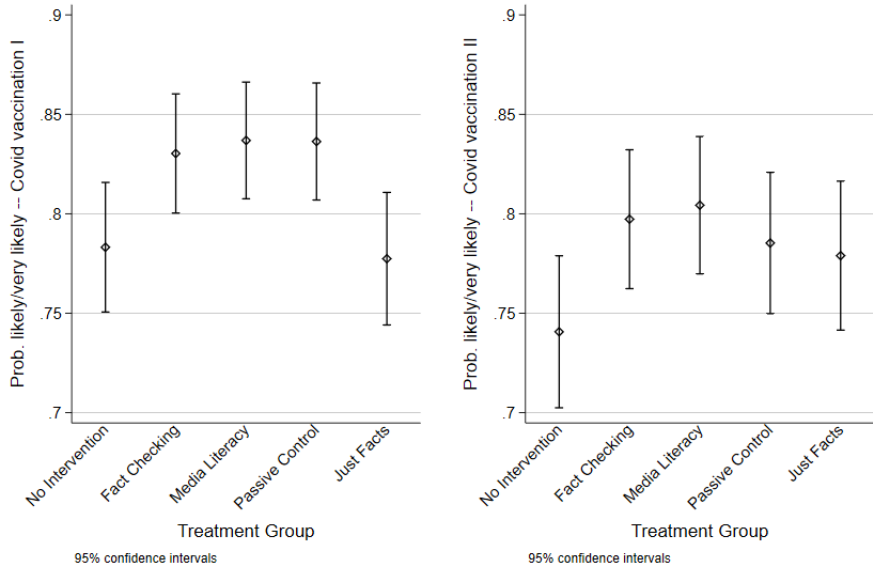 Prob. likely/very likely -- Covid vaccination I
.9
.85
.8
.75
.7
No Intervention
Fact Checking
Media Literacy
Passive Control
Just Facts
Treatment Group
95% confidence intervals
Prob. likely/very likely -- Covid vaccination II
.9
.85
.8
.75
.7
No Intervention
Fact Checking
Media Literacy
Passive Control
Just Facts
Treatment Group
95% confidence intervals